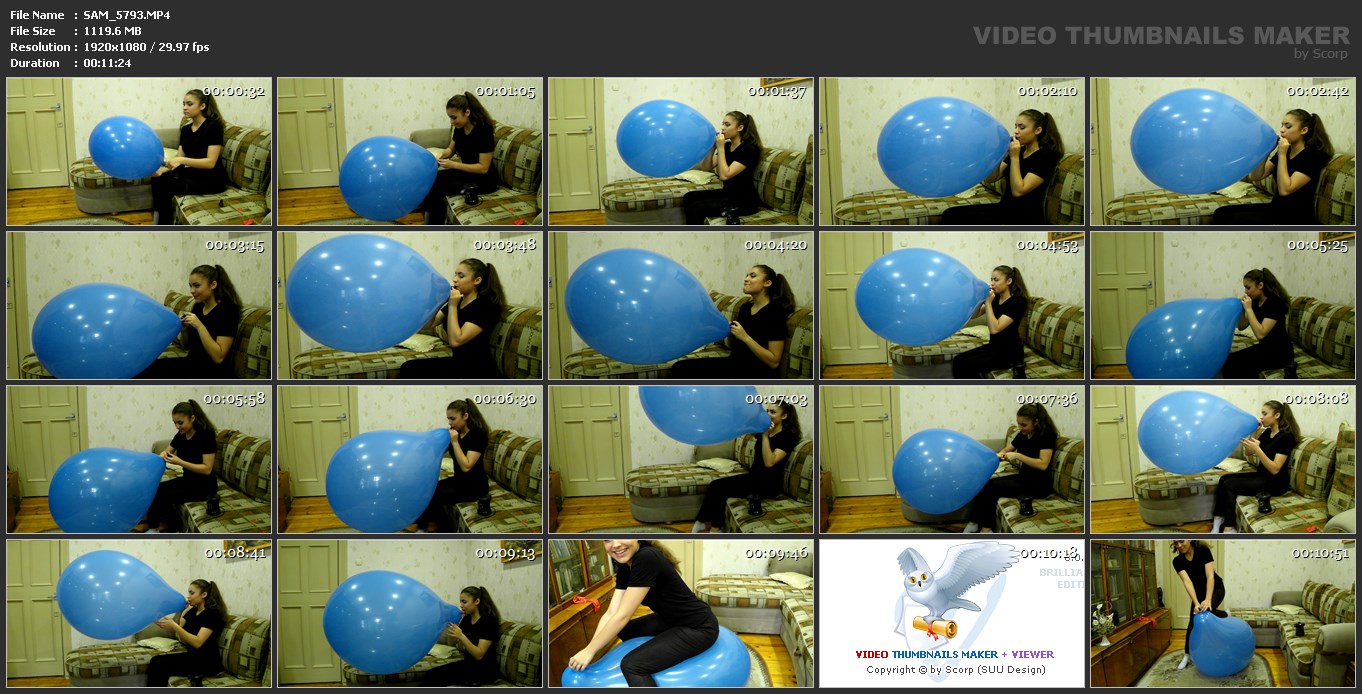 File Name : SAM_5793.MP4
File Size : 1119.6 MB
Resolution : 1920x1080 / 29.97 fps
Duration : 00:11:24
VIDEO THUMBNAILS MAKER
by Scorp
00:00:32
00:01:05
00:01:37
00:02:10
00:02:42
00:03:15
00:03:48
00:04:20
00:04:53
00:05:25
00:05:58
00:06:30
00:07:03
00:07:36
00:08:08
00:08:41
00:09:13
00:09:46
00:10:18
BRILLIA
EDIT
VIDEO THUMBNAILS MAKER + VIEWER
Copyright © by Scorp (SUU Design)
00:10:51